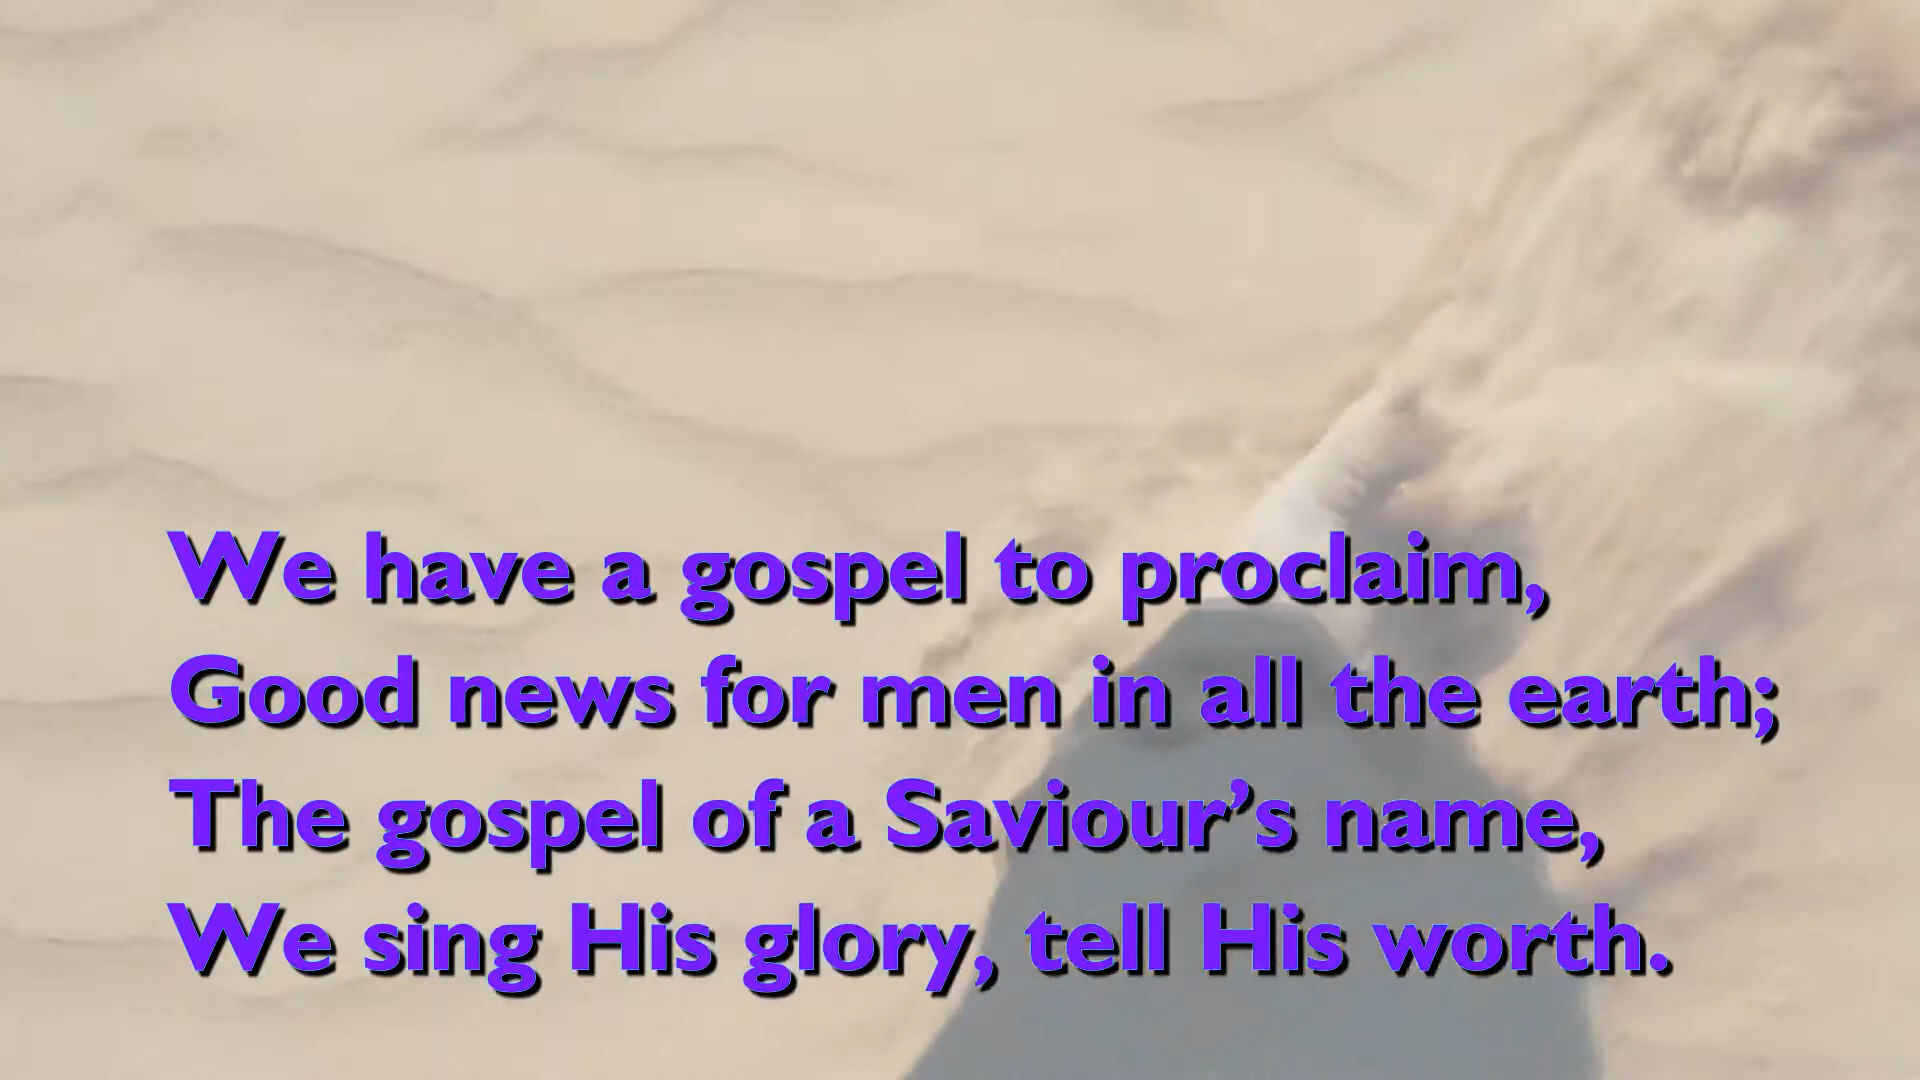 We have a gospel to proclaim,
Good news for men in all the earth;
The gospel of a Saviour’s name,
We sing His glory, tell His worth.